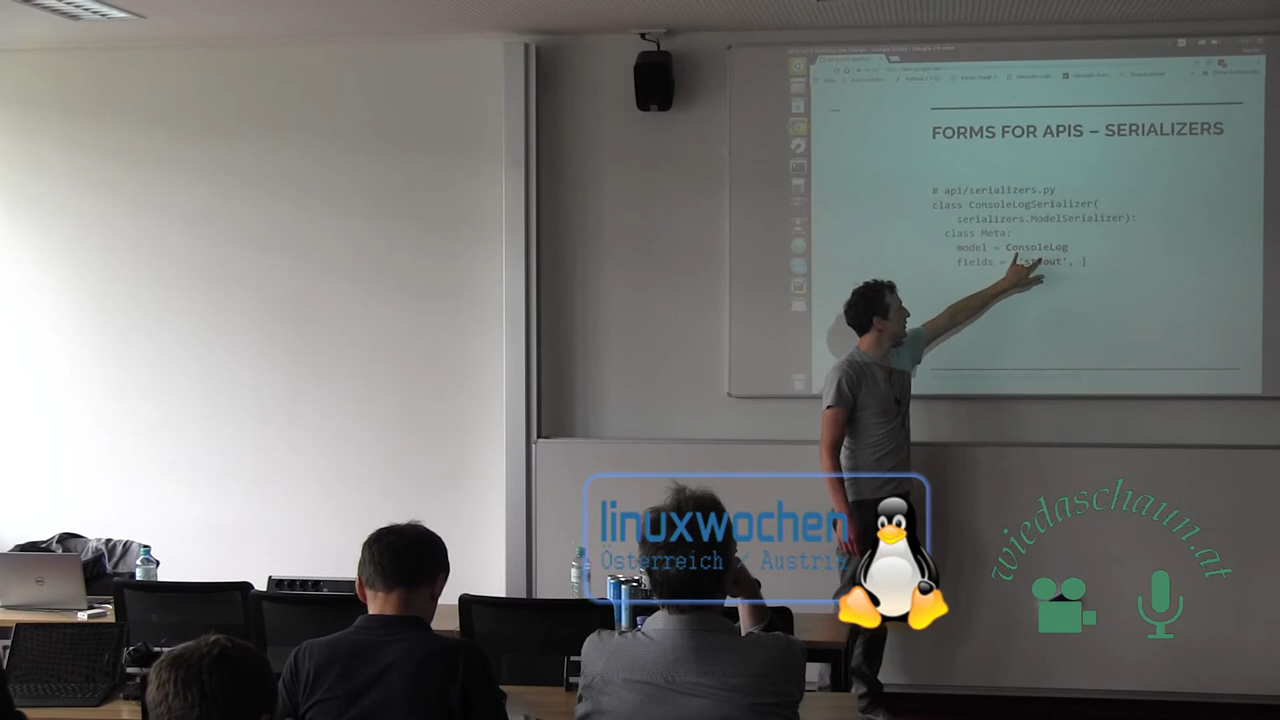 FORMS FOR APIS – SERIALIZERS
# api/serializers.py
class ConsoleLogSerializer(
serializers.ModelSerializer):
class Meta:
model = ConsoleLog
fields =
', ]
linuxwochen
Österreich / Austria
wiedaschaun.at